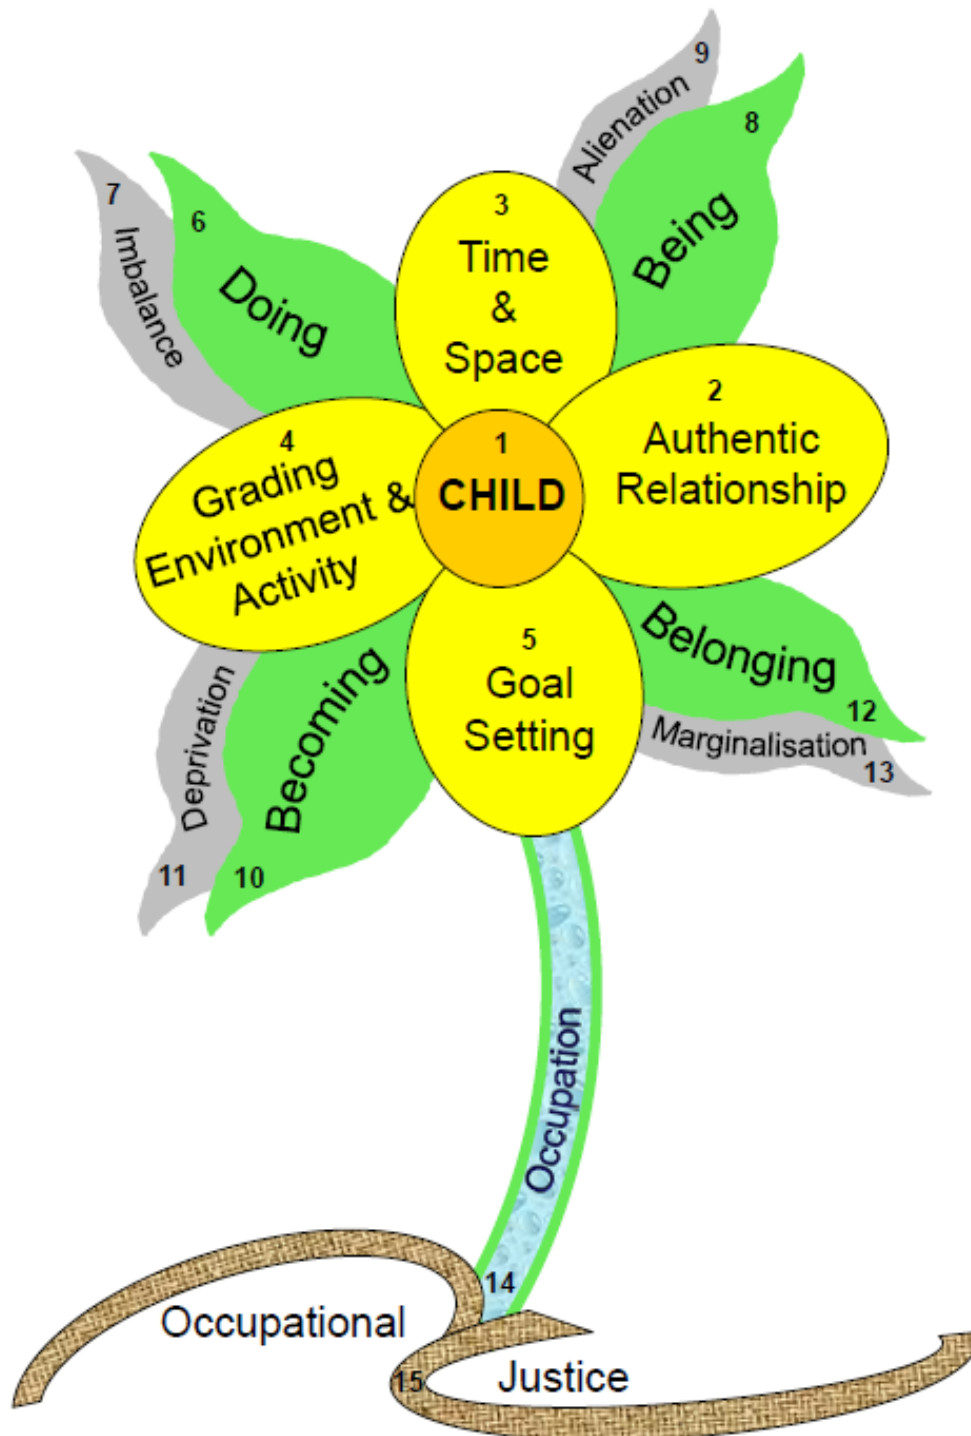 1
CHILD
2
Authentic
Relationship
3
Time
&
Space
4
Grading
Environment &
Activity
5
Goal
Setting
6
Doing
7
Imbalance
8
Being
9
Alienation
10
Becoming
11
Deprivation
12
Belonging
13
Marginalisation
14
Occupation
15
Occupational
Justice